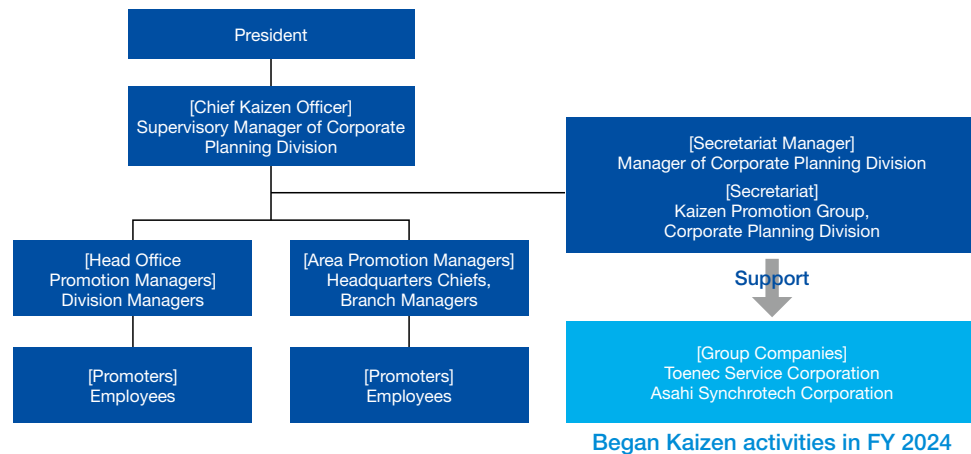 President
[Chief Kaizen Officer]
Supervisory Manager of Corporate
Planning Division
[Secretariat Manager]
Manager of Corporate Planning Division
[Secretariat]
Kaizen Promotion Group,
Corporate Planning Division
[Head Office
Promotion Managers]
Division Managers
[Area Promotion Managers]
Headquarters Chiefs,
Branch Managers
Support
[Promoters]
Employees
[Promoters]
Employees
[Group Companies]
Toenec Service Corporation
Asahi Synchrotech Corporation
Began Kaizen activities in FY 2024